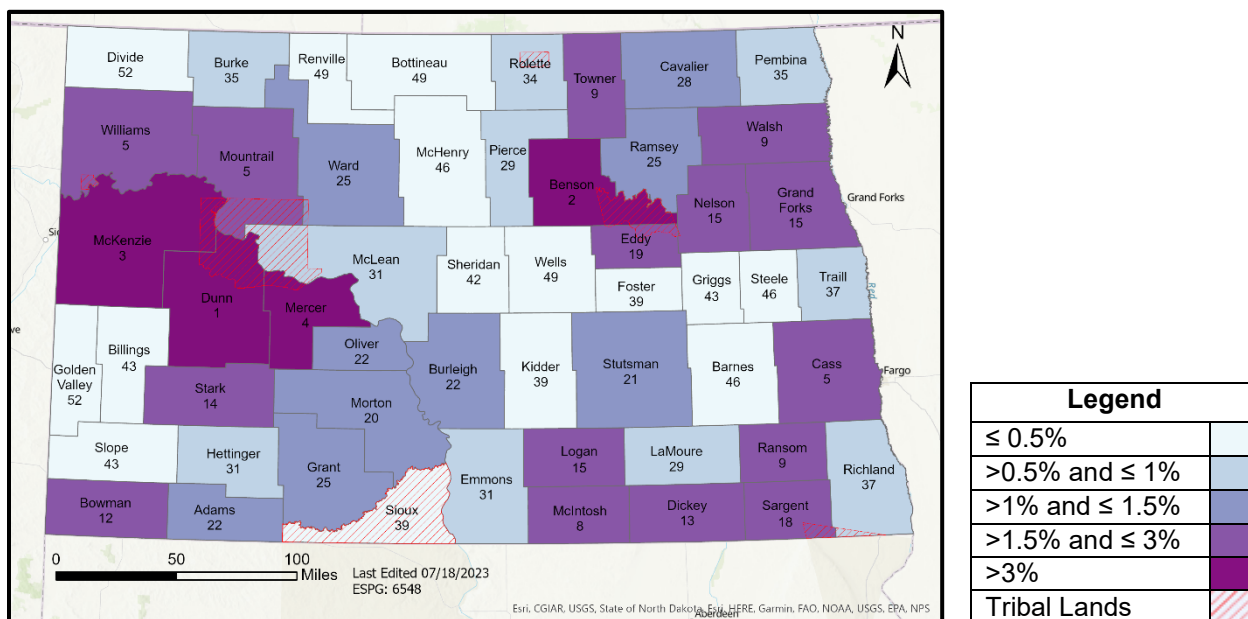 N
Divide
52
Burke
35
Renville
49
Bottineau
49
Rolette
34
Towner
9
Cavalier
28
Pembina
35
Williams
5
Mountrail
5
Ward
25
McHenry
46
Pierce
29
Benson
2
Ramsey
25
Walsh
9
Nelson
15
Grand
Forks
15
Grand Forks
McKenzie
3
Dunn
1
Mercer
4
McLean
31
Sheridan
42
Wells
49
Eddy
19
Foster
39
Griggs
43
Steele
46
Traill
37
Red
Golden
Valley
52
Billings
43
Stark
14
Oliver
22
Morton
20
Burleigh
22
Kidder
39
Stutsman
21
Barnes
46
Cass
5
Fargo
Slope
43
Hettinger
31
Grant
25
Sioux
39
Emmons
31
Logan
15
LaMoure
29
Ransom
9
Richland
37
Bowman
12
Adams
22
McIntosh
8
Dickey
13
Sargent
18
0 50 100
Miles
Last Edited 07/18/2023
ESPG: 6548
Esri, CGIAR, USGS, State of North Dakota, Esri, HERE, Garmin, FAO, NOAA, USGS, EPA, NPS
Aberdeen
Legend
≤ 0.5%
>0.5% and ≤ 1%
>1% and ≤ 1.5%
>1.5% and ≤ 3%
>3%
Tribal Lands